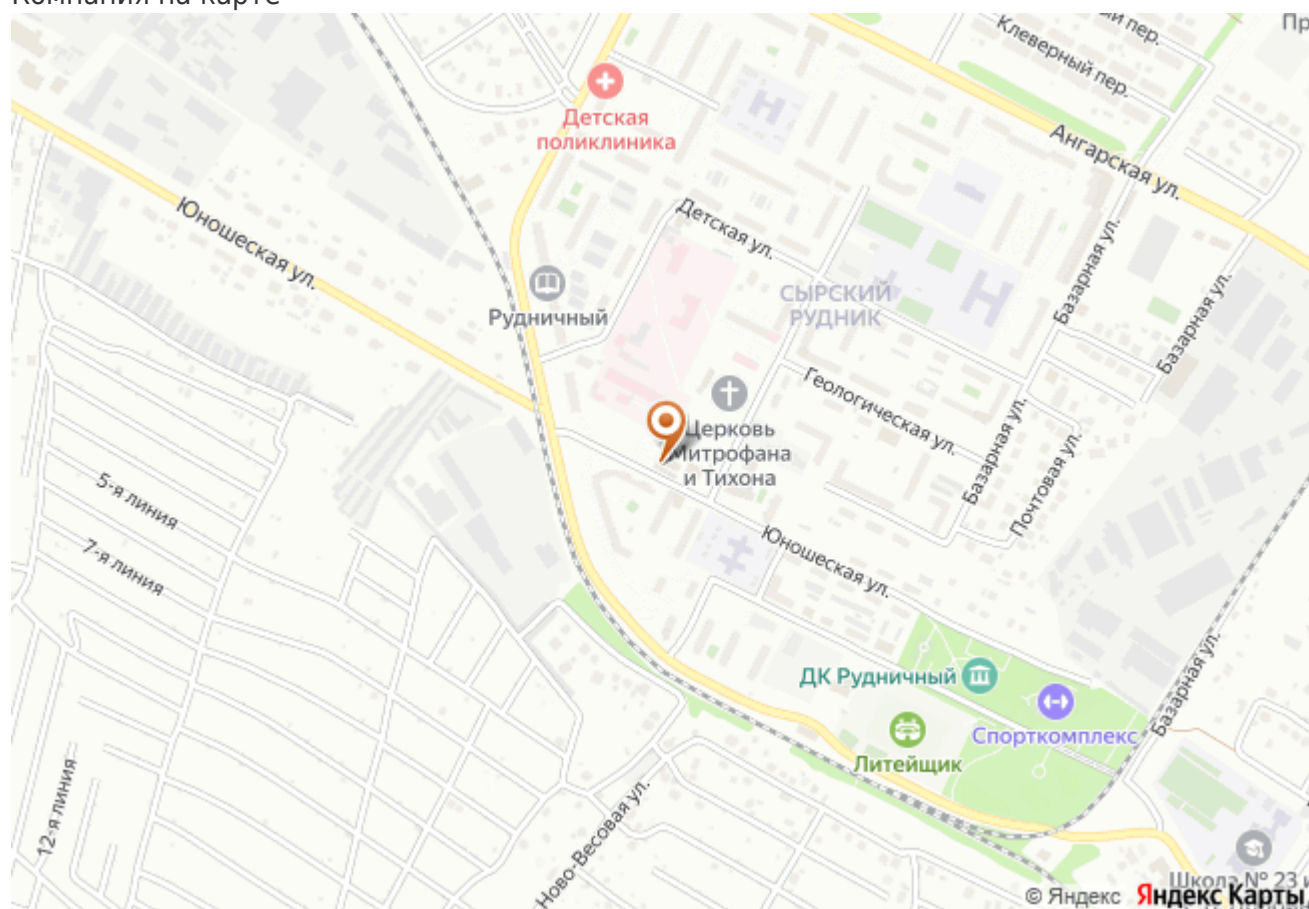 Компания на карте
Клеверный пер.
Ангарская ул.
Детская
поликлиника
Юношеская ул.
Детская ул.
Базарная ул.
Рудничный
СЫРСКИЙ
РУДНИК
Базарная ул.
Геологическая ул.
Церковь
Митрофана
и Тихона
Базарная ул.
Почтовая ул.
5-я линия
7-я линия
Юношеская ул.
ДК Рудничный
Базарная ул.
Спорткомплекс
Литейщик
12-я линия
Ново-Весовая ул.
Школа № 23 и
© Яндекс Яндекс Карты